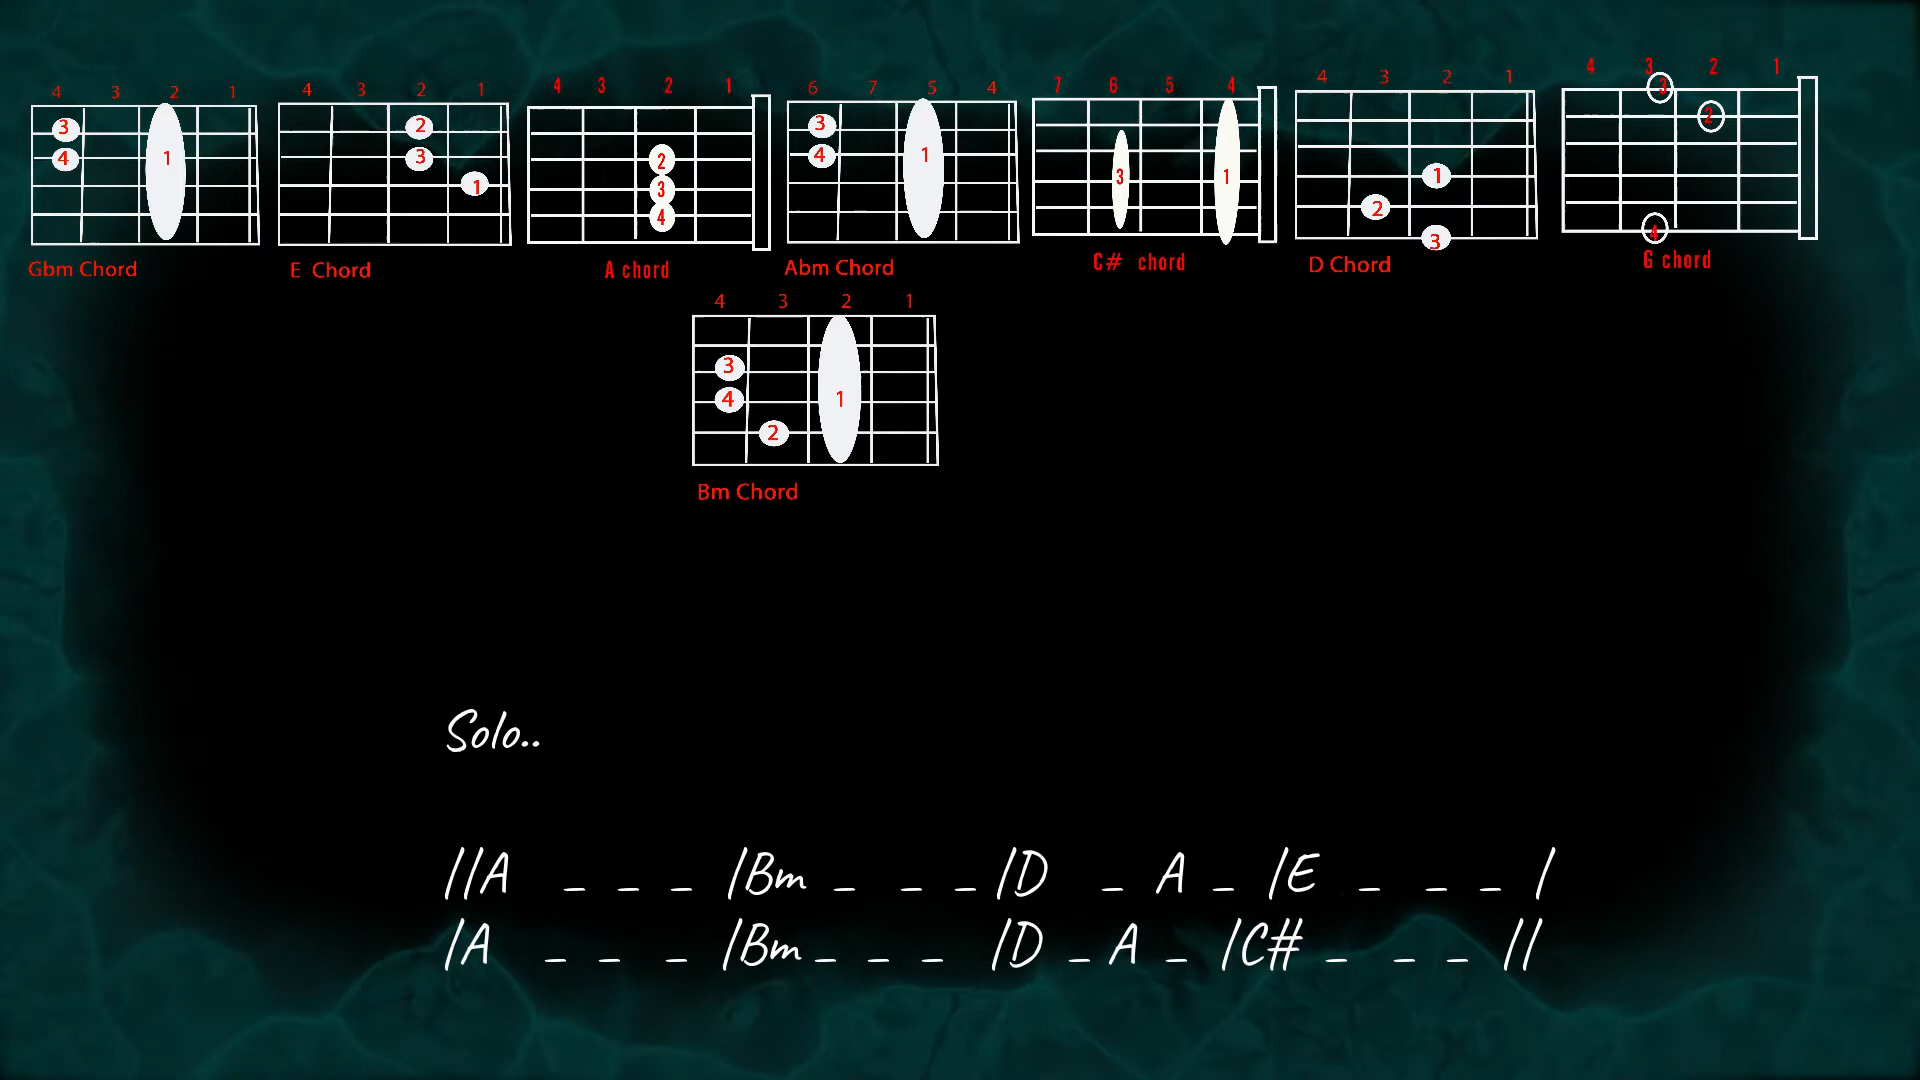 4 3 2 1 4 3 2 1 4 3 2 1 6 7 5 4 7 6 5 4 4 3 2 1 4 3 2 1
3 4 1 2 3 1 2 3 4 3 4 1 3 1 1 2 3 3 2 4
Gbm Chord E Chord A chord Abm Chord C# chord D Chord G chord
4 3 2 1
3
4 1
2
Bm Chord
Solo..
||A _ _ _ |Bm _ _ _ |D _ A _ |E _ _ _ |
|A _ _ _ |Bm _ _ _ |D _ A _ |C# _ _ _ ||